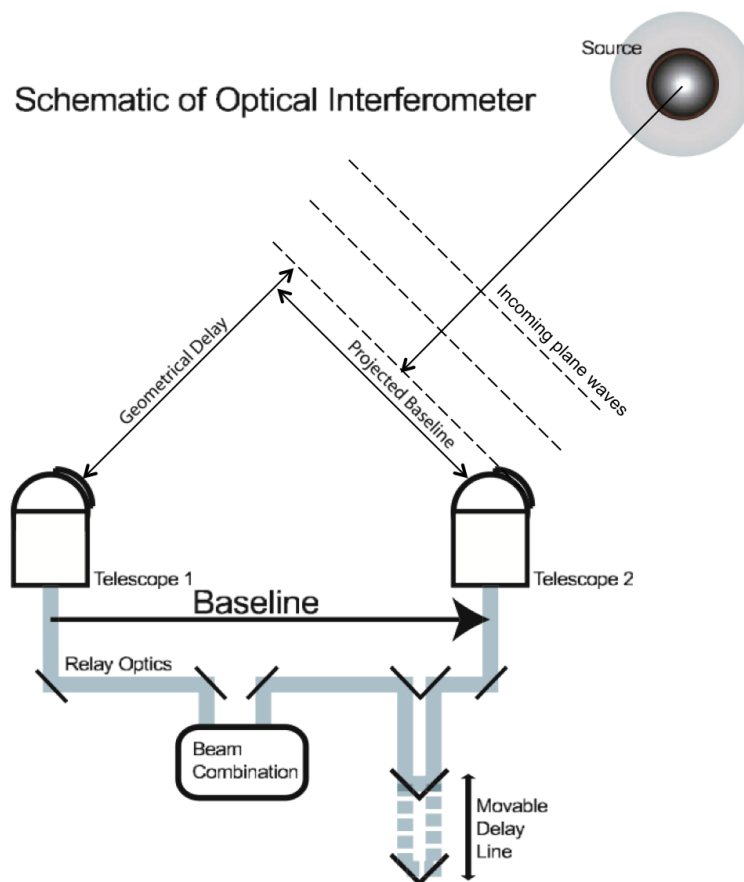 Source
Schematic of Optical Interferometer
Incoming plane waves
Geometrical Delay
Projected Baseline
Telescope 1
Telescope 2
Baseline
Relay Optics
Beam
Combination
Movable
Delay
Line